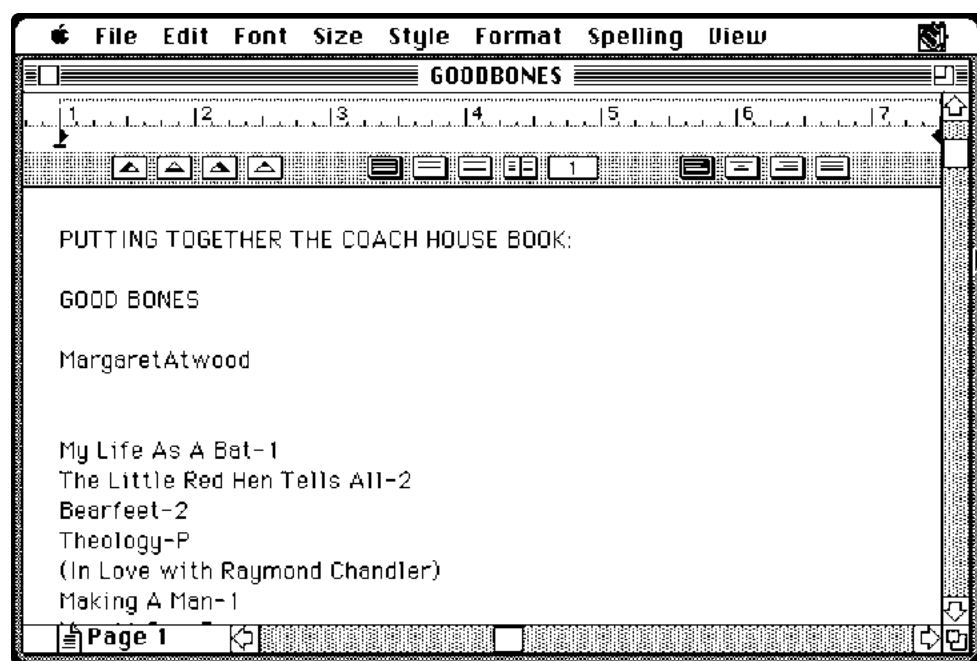 File Edit Font Size Style Format Spelling View
GOODBONES
1 2 3 4 5 6 7
1
PUTTING TOGETHER THE COACH HOUSE BOOK:
GOOD BONES
MargaretAtwood
My Life As A Bat-1
The Little Red Hen Tells All-2
Bearfeet-2
Theology-P
(In Love with Raymond Chandler)
Making A Man-1
Page 1